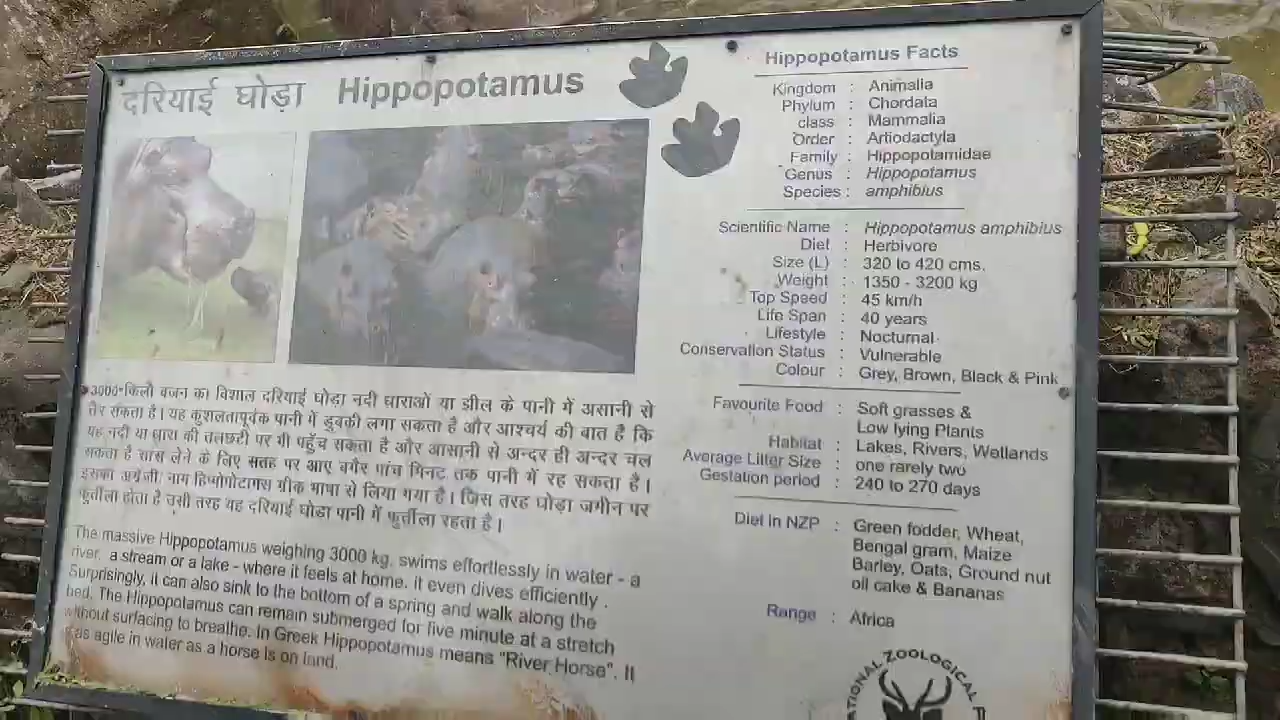 दरियाई घोड़ा Hippopotamus
3000 किलो वजन का विशाल दरियाई घोड़ा नदी धाराओं या झील के पानी में असानी से
तैर सकता है। यह कुशलतापूर्वक पानी में डुबकी लगा सकता है और आश्चर्य की बात है कि
यह नदी या धारा की तलछटी पर भी पहुँच सकता है और आसानी से अन्दर ही अन्दर चल
सकता है सांस लेने के लिए सतह पर आए बगैर पांच मिनट तक पानी में रह सकता है।
इसका अंग्रेजी नाम हिप्पोपोटामस ग्रीक भाषा से लिया गया है। जिस तरह घोड़ा जमीन पर
फुर्तीला होता है उसी तरह यह दरियाई घोडा पानी में फुर्तीला रहता है।
The massive Hippopotamus weighing 3000 kg. swims effortlessly in water - a
river, a stream or a lake - where it feels at home. it even dives efficiently .
Surprisingly, it can also sink to the bottom of a spring and walk along the
bed. The Hippopotamus can remain submerged for five minute at a stretch
without surfacing to breathe. In Greek Hippopotamus means "River Horse". It
is as agile in water as a horse is on land.
Hippopotamus Facts
Kingdom : Animalia
Phylum : Chordata
class : Mammalia
Order : Artiodactyla
Family : Hippopotamidae
Genus : Hippopotamus
Species : amphibius
Scientific Name : Hippopotamus amphibius
Diet : Herbivore
Size (L) : 320 to 420 cms.
Weight : 1350 - 3200 kg
Top Speed : 45 km/h
Life Span : 40 years
Lifestyle : Nocturnal
Conservation Status : Vulnerable
Colour : Grey, Brown, Black & Pink
Favourite Food : Soft grasses &
Low lying Plants
Habitat : Lakes, Rivers, Wetlands
Average Litter Size : one rarely two
Gestation period : 240 to 270 days
Diet in NZP : Green fodder, Wheat,
Bengal gram, Maize
Barley, Oats, Ground nut
oil cake & Bananas
Range : Africa
ZOOLOGICAL